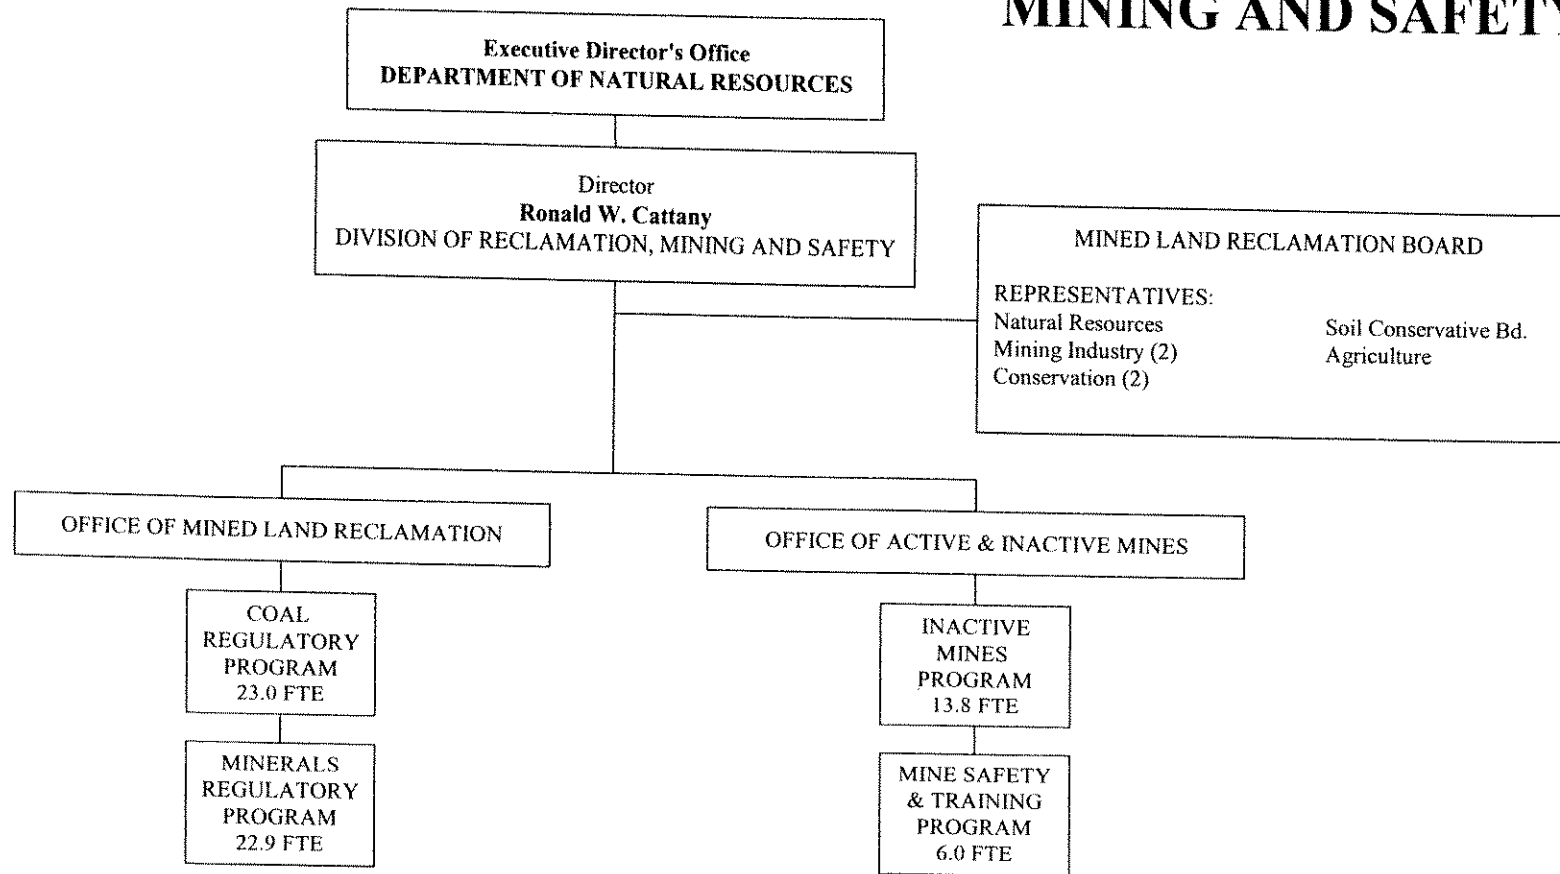 MINING AND SAFETY
Executive Director's Office
DEPARTMENT OF NATURAL RESOURCES
Director
Ronald W. Cattany
DIVISION OF RECLAMATION, MINING AND SAFETY
MINED LAND RECLAMATION BOARD
REPRESENTATIVES:
Natural Resources
Mining Industry (2)
Conservation (2)
Soil Conservative Bd.
Agriculture
OFFICE OF MINED LAND RECLAMATION
COAL
REGULATORY
PROGRAM
23.0 FTE
MINERALS
REGULATORY
PROGRAM
22.9 FTE
OFFICE OF ACTIVE & INACTIVE MINES
INACTIVE
MINES
PROGRAM
13.8 FTE
MINE SAFETY
& TRAINING
PROGRAM
6.0 FTE